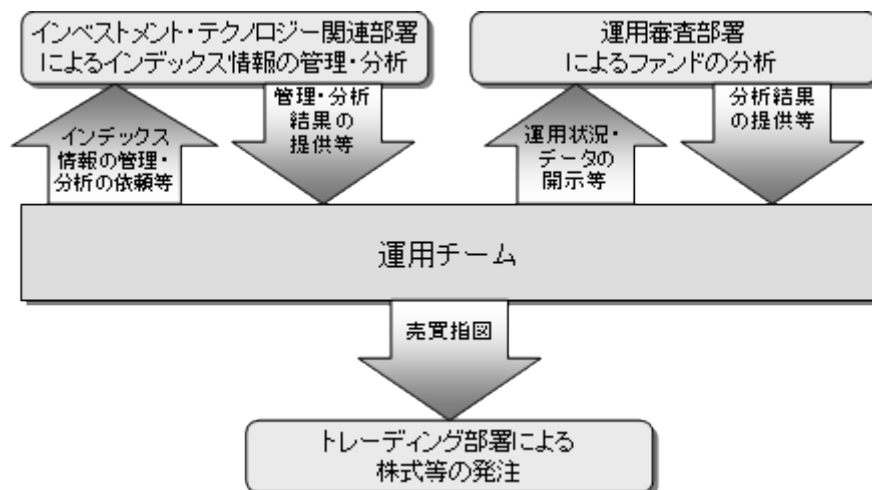 インベストメント・テクノロジー関連部署
によるインデックス情報の管理・分析
運用審査部署
によるファンドの分析
インデックス
情報の管理・
分析の依頼等
管理・分析
結果の
提供等
運用状況・
データの
開示等
分析結果
の提供等
運用チーム
売買指図
トレーディング部署による
株式等の発注